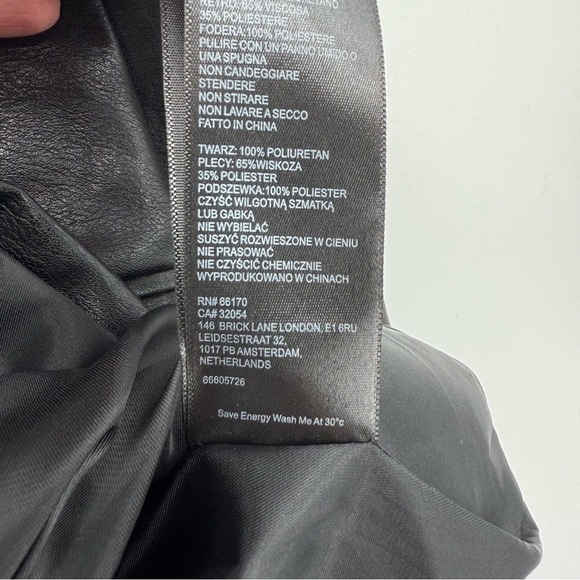 RETRO: 65% VISCOSA
35% POLIESTERE
FODERA:100% POLIESTERE
PULIRE CON UN PANNO UMIDO O
UNA SPUGNA
NON CANDEGGIARE
STENDERE
NON STIRARE
NON LAVARE A SECCO
FATTO IN CHINA
TWARZ: 100% POLIURETAN
PLECY: 65%WISKOZA
35% POLIESTER
PODSZEWKA:100% POLIESTER
CZYŚĆ WILGOTNĄ SZMATKĄ
LUB GĄBKĄ
NIE WYBIELAĆ
SUSZYĆ ROZWIESZONE W CIENIU
NIE PRASOWAĆ
NIE CZYŚCIĆ CHEMICZNIE
WYPRODUKOWANO W CHINACH
RN# 66170
CA# 32054
146 BRICK LANE LONDON, E1 6RU
LEIDSESTRAAT 32,
1017 PB AMSTERDAM,
NETHERLANDS
66605726
Save Energy Wash Me At 30°c